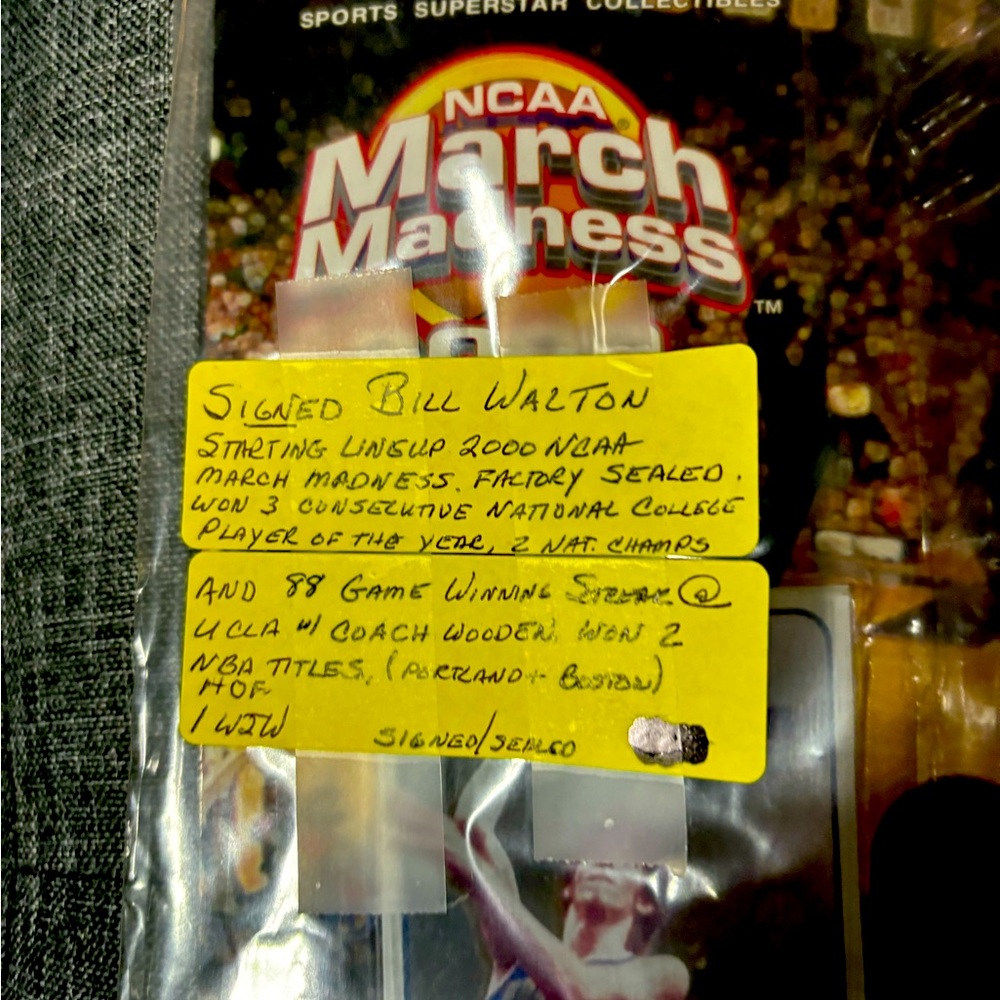 SPORTS SUPERSTAR COLLECTIBLES
NCAA®
March
Madness™
SIGNED BILL WALTON
STARTING LINEUP 2000 NCAA
MARCH MADNESS. FACTORY SEALED.
WON 3 CONSECUTIVE NATIONAL COLLEGE
PLAYER OF THE YEAR, 2 NAT. CHAMPS
AND 88 GAME WINNING STREAK @
UCLA W/ COACH WOODEN. WON 2
NBA TITLES, (PORTLAND + BOSTON)
HOF
SIGNED/SEALED